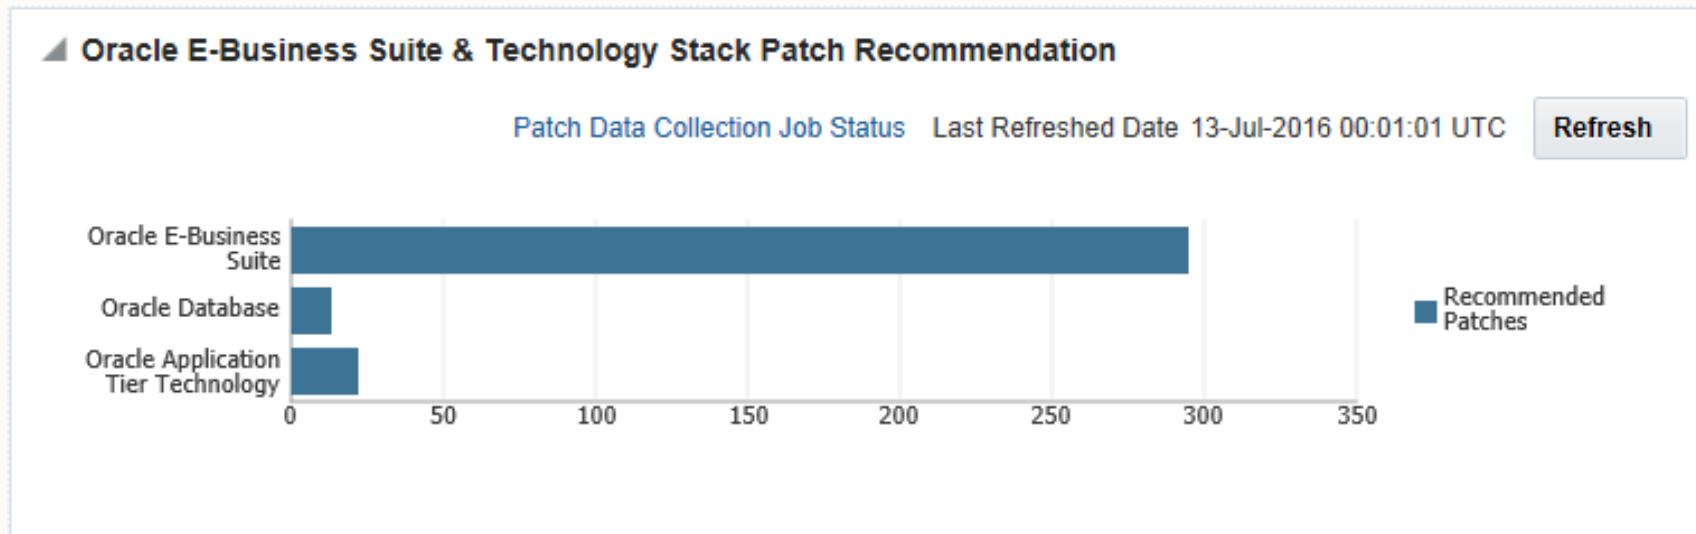 Oracle E-Business Suite & Technology Stack Patch Recommendation
Patch Data Collection Job Status Last Refreshed Date 13-Jul-2016 00:01:01 UTC Refresh
Oracle E-Business
Suite
Oracle Database
Oracle Application
Tier Technology
0 50 100 150 200 250 300 350
Recommended
Patches